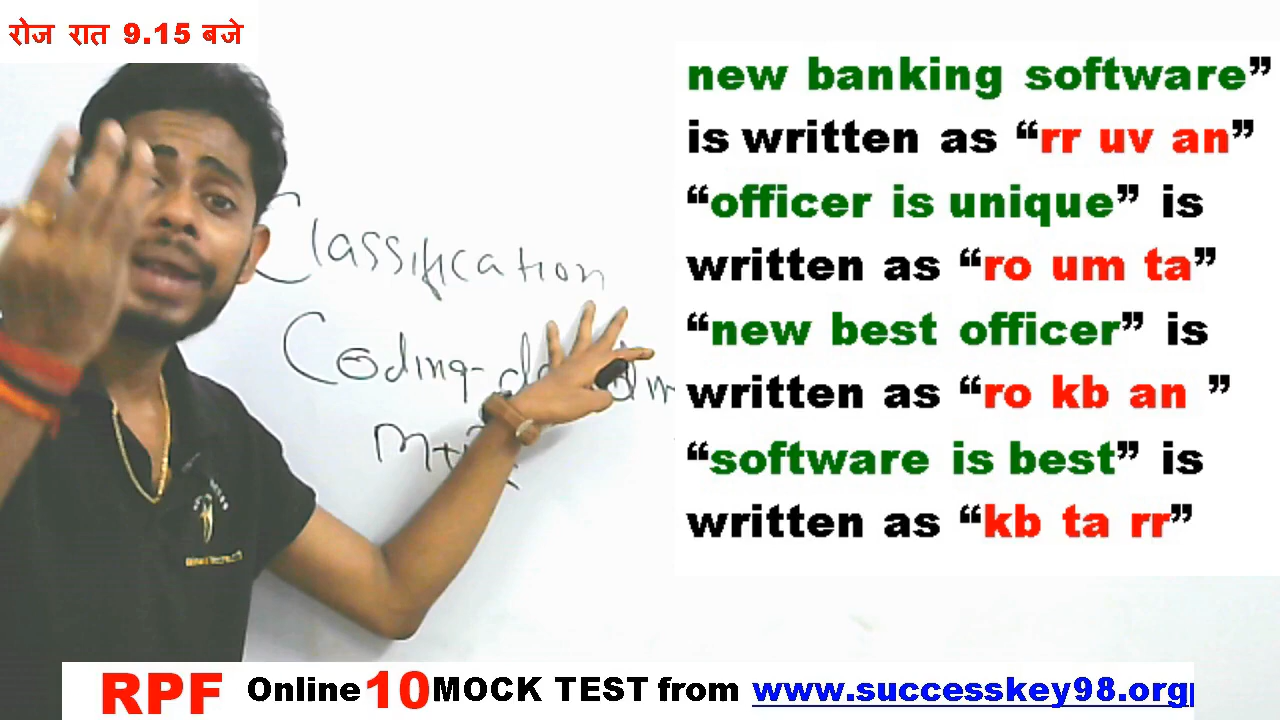 रोज रात 9.15 बजे
new banking software”
is written as “rr uv an”
“officer is unique” is
written as “ro um ta”
“new best officer” is
written as “ro kb an ”
“software is best” is
written as “kb ta rr”
Classification
Coding-
RPF Online 10 MOCK TEST from www.successkey98.org